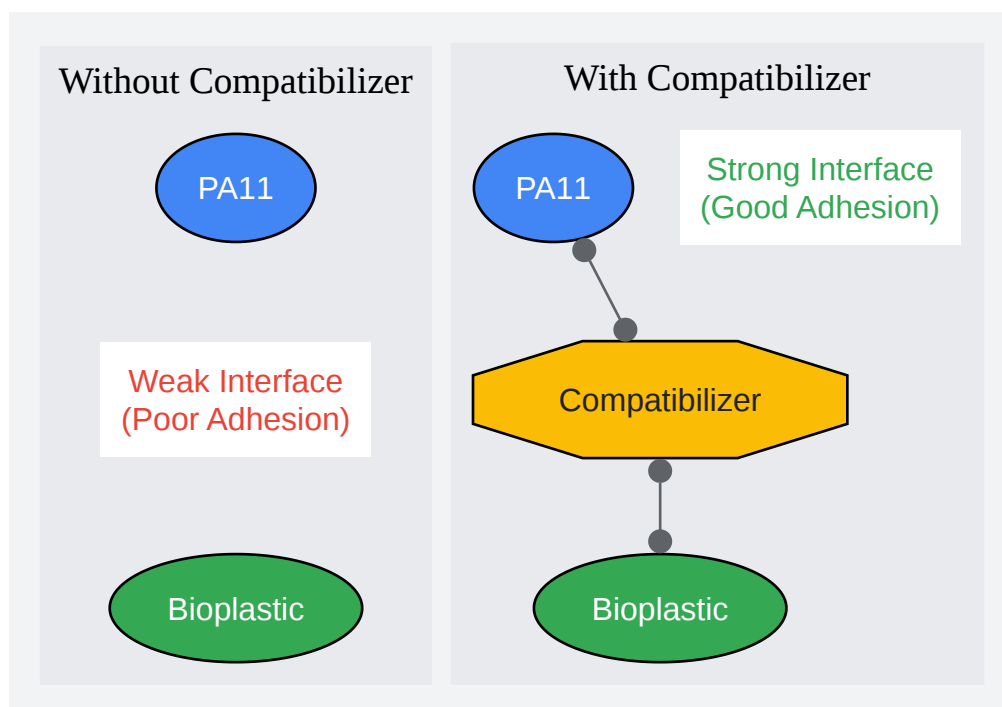 Without Compatibilizer
PA11
Weak Interface
(Poor Adhesion)
Bioplastic
With Compatibilizer
PA11
Strong Interface
(Good Adhesion)
Compatibilizer
Bioplastic